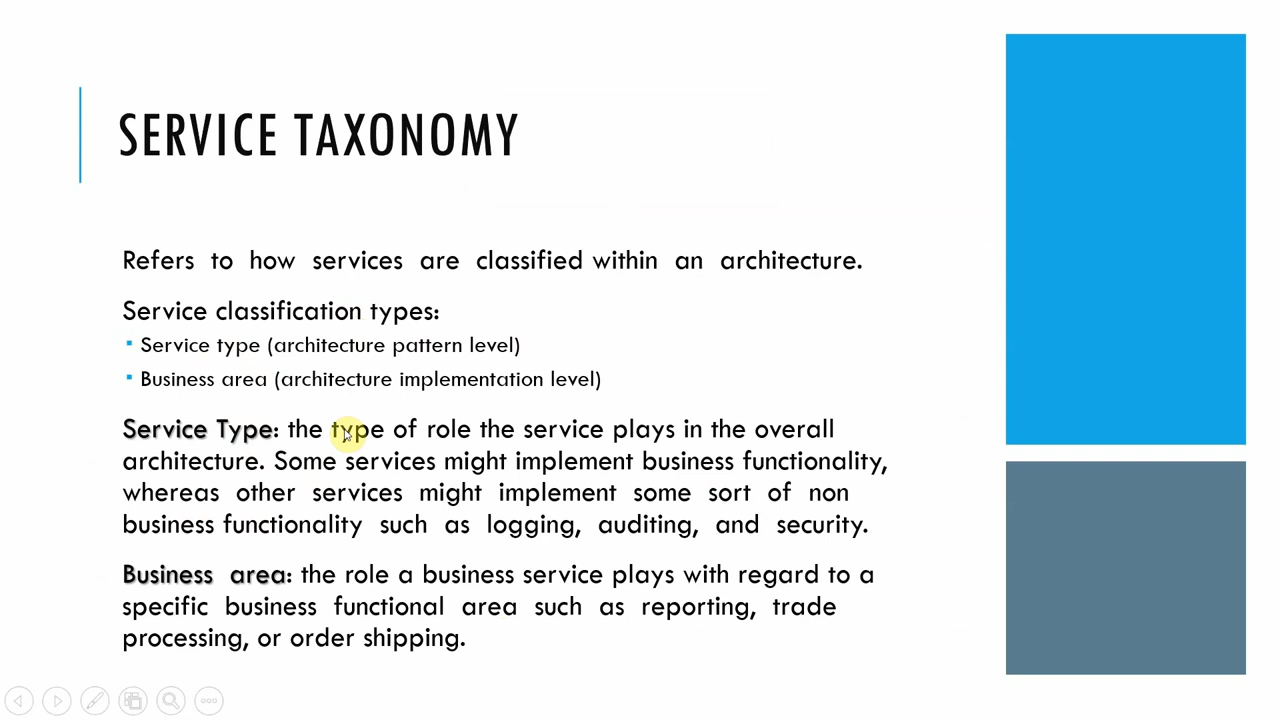 SERVICE TAXONOMY
Refers to how services are classified within an architecture.
Service classification types:
Service type (architecture pattern level)
Business area (architecture implementation level)
Service Type: the type of role the service plays in the overall
architecture. Some services might implement business functionality,
whereas other services might implement some sort of non
business functionality such as logging, auditing, and security.
Business area: the role a business service plays with regard to a
specific business functional area such as reporting, trade
processing, or order shipping.